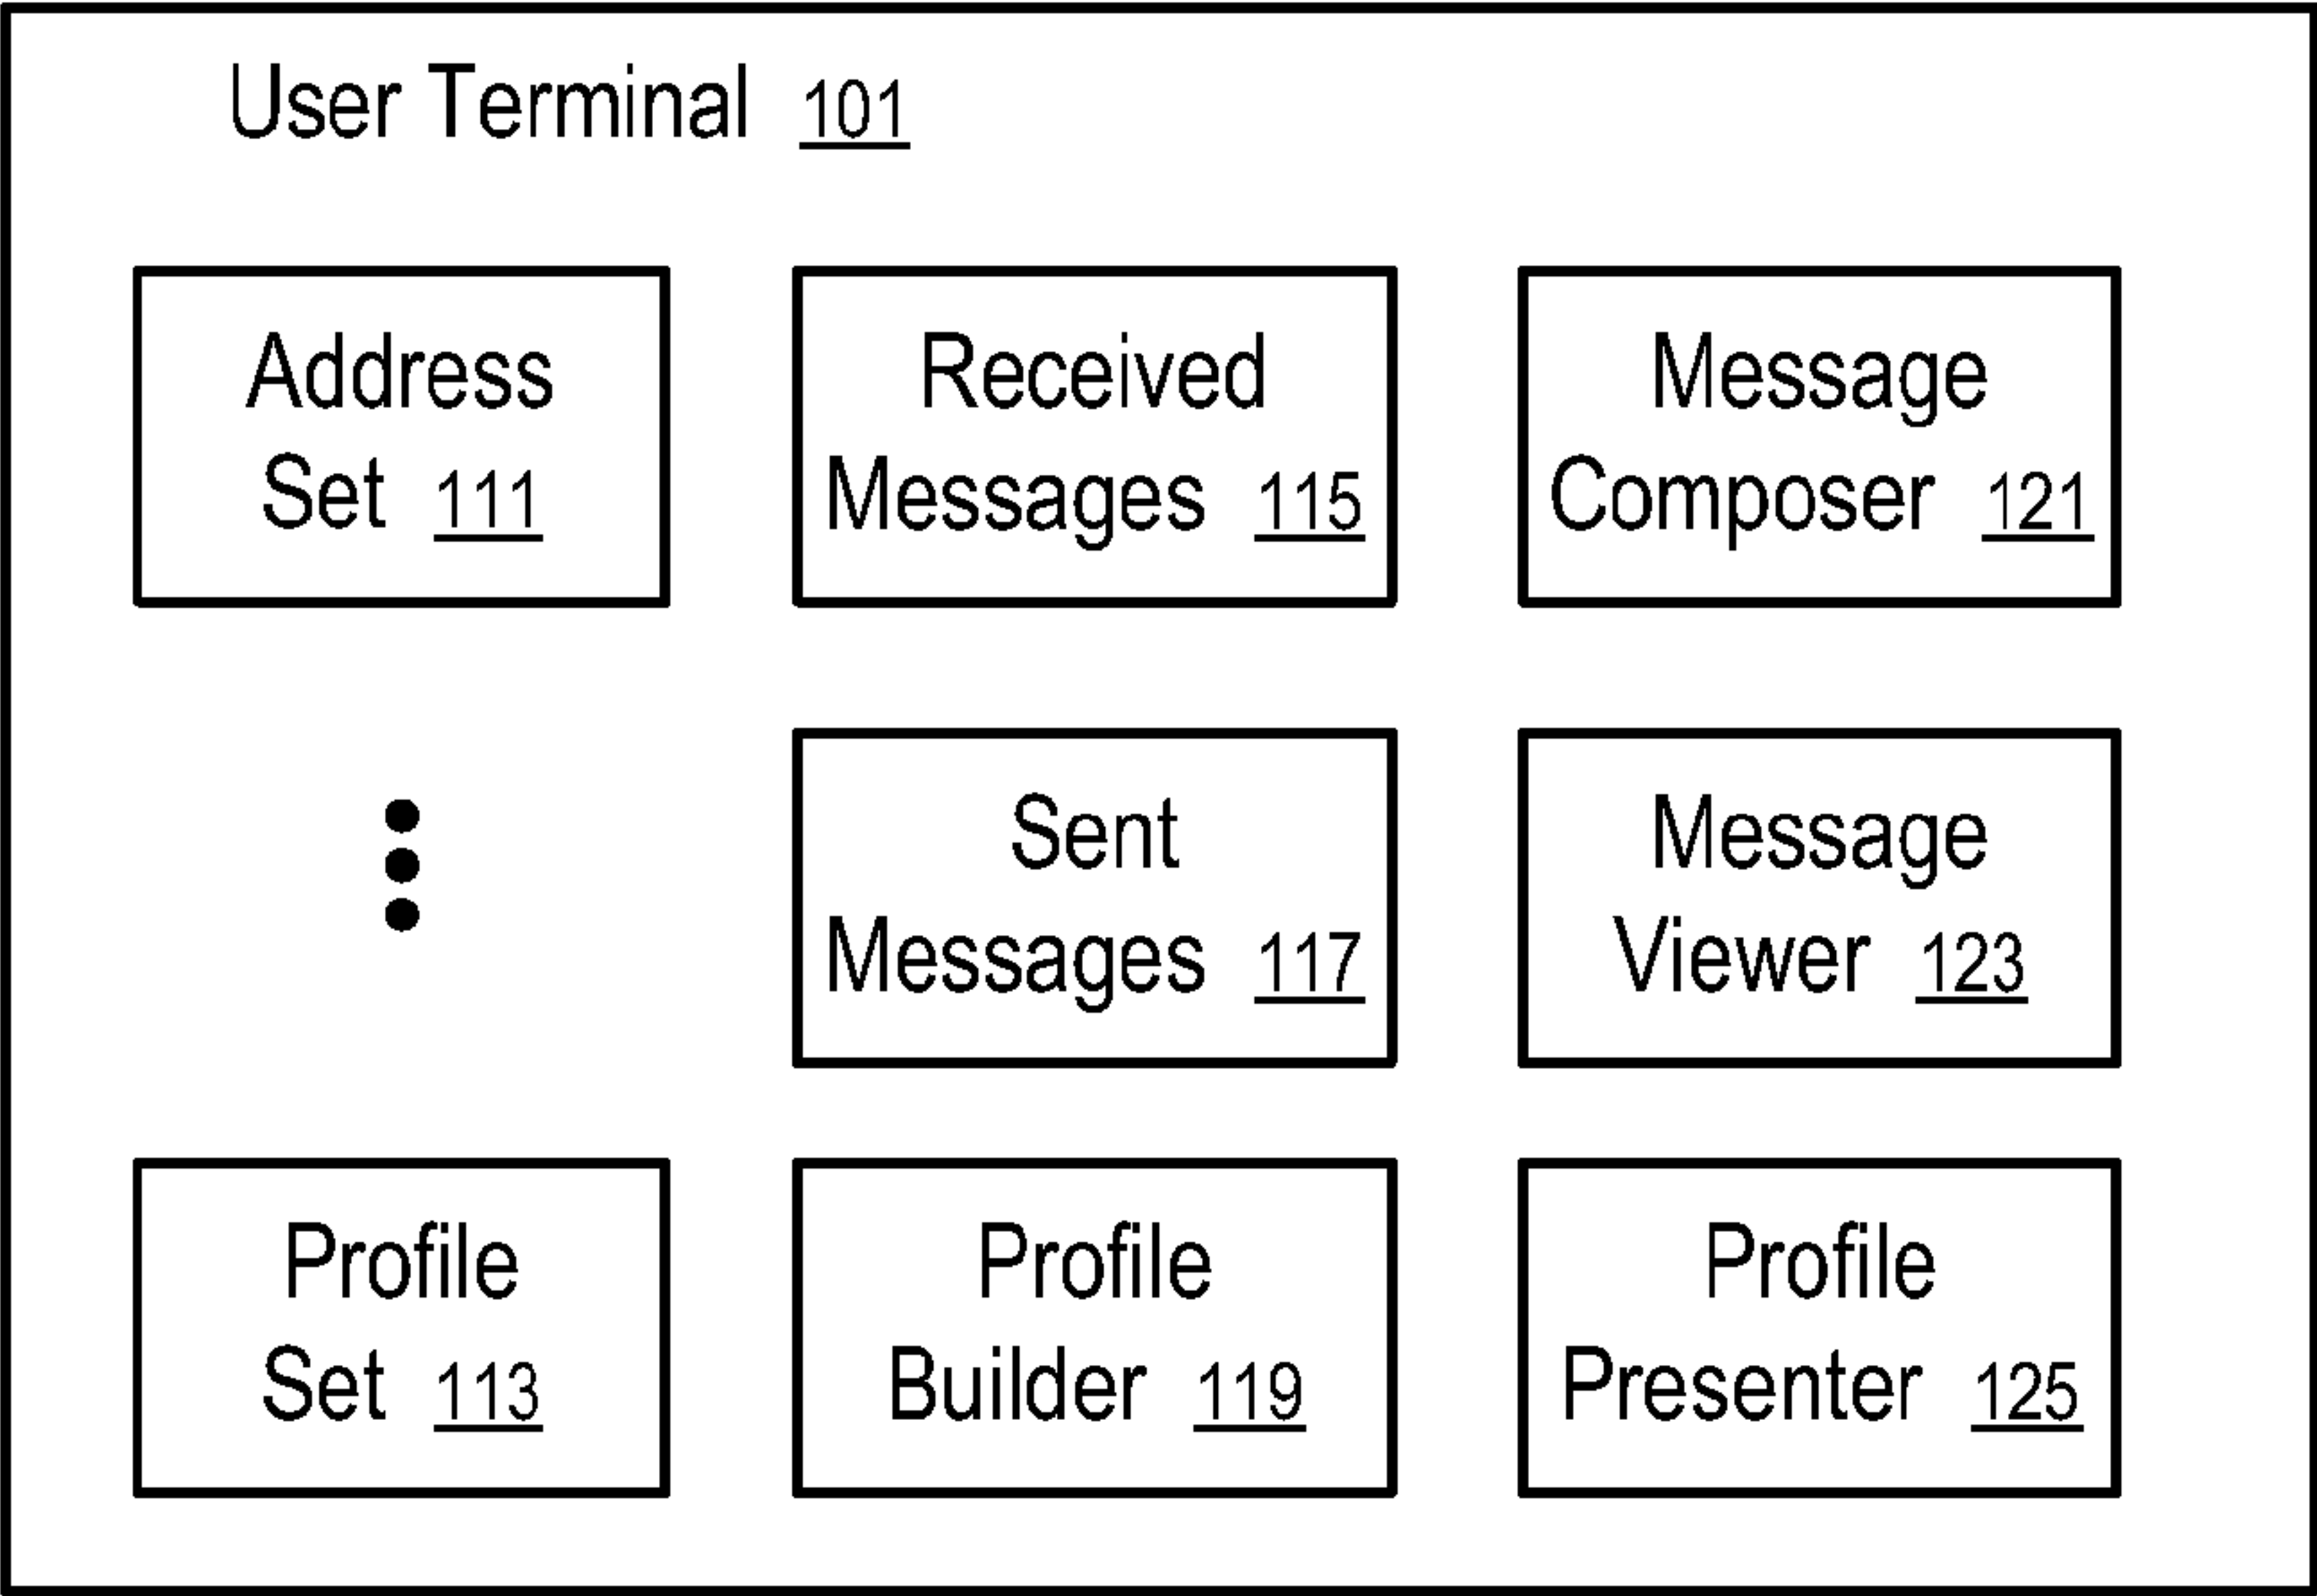 User Terminal 101
Address
Set 111
Received
Messages 115
Message
Composer 121
Sent
Messages 117
Message
Viewer 123
Profile
Set 113
Profile
Builder 119
Profile
Presenter 125